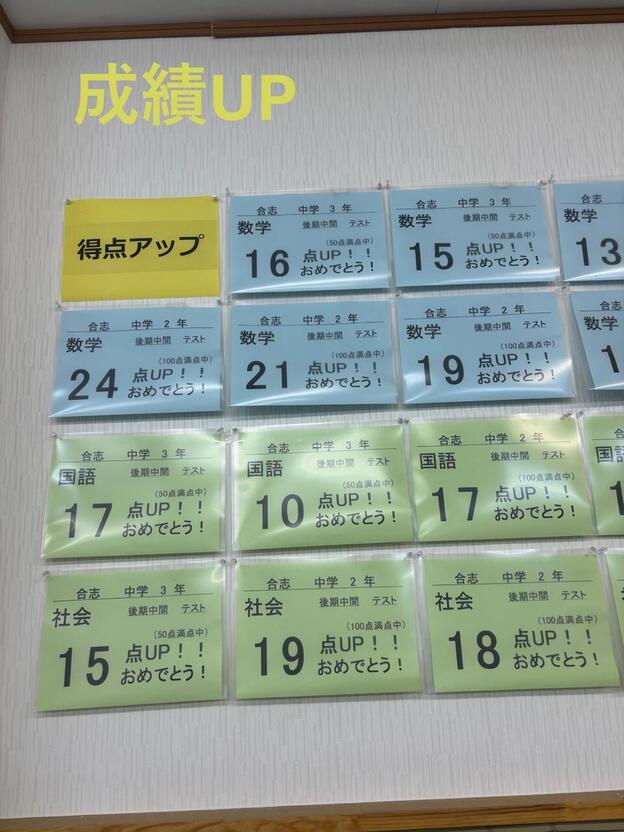 成績UP
得点アップ
合志 中学 3 年
数学 後期中間 テスト
(50点満点中)
16 点UP!!
おめでとう!
合志 中学 3 年
数学 後期中間 テスト
(50点満点中)
15 点UP!!
おめでとう!
合志
数学
13
合志 中学 2 年
数学 後期中間 テスト
(100点満点中)
24 点UP!!
おめでとう!
合志 中学 2 年
数学 後期中間 テスト
(100点満点中)
21 点UP!!
おめでとう!
合志 中学 2 年
数学 後期中間 テスト
(100点満点中)
19 点UP!!
おめでとう!
合志
数学
合志 中学 3 年
国語 後期中間 テスト
(50点満点中)
17 点UP!!
おめでとう!
合志 中学 3 年
国語 後期中間 テスト
(50点満点中)
10 点UP!!
おめでとう!
合志 中学 2 年
国語 後期中間 テスト
(100点満点中)
17 点UP!!
おめでとう!
国語
合志 中学 3 年
社会 後期中間 テスト
(50点満点中)
15 点UP!!
おめでとう!
合志 中学 2 年
社会 後期中間 テスト
(100点満点中)
19 点UP!!
おめでとう!
合志 中学 2 年
社会 後期中間 テスト
(100点満点中)
18 点UP!!
おめでとう!